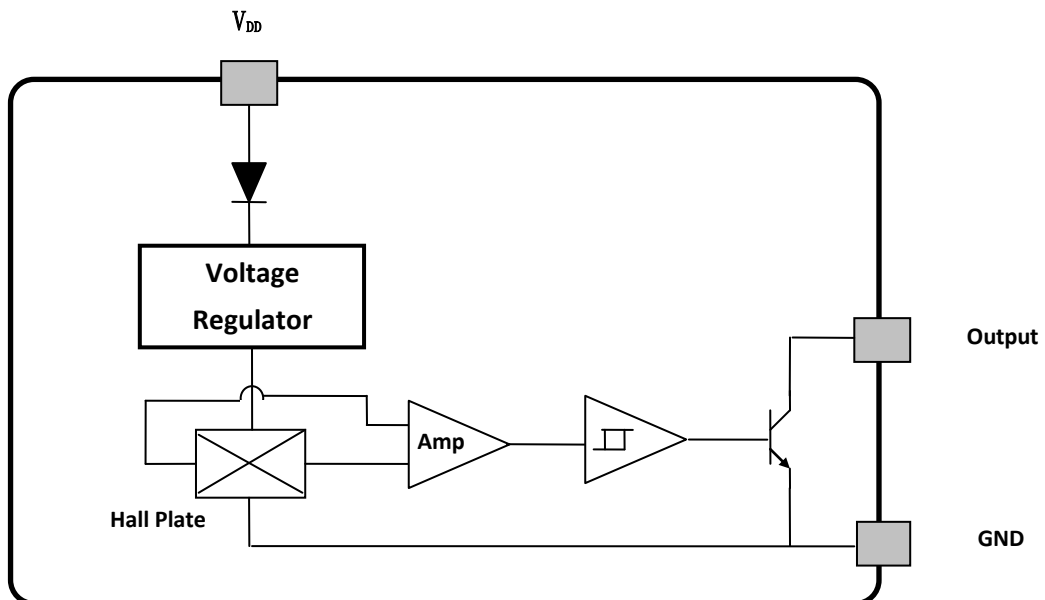 VDD
Voltage
Regulator
Output
Amp
Hall Plate
GND